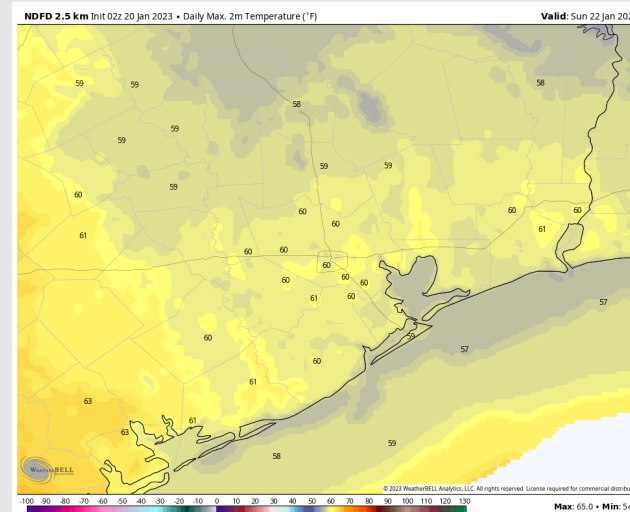 NDFD 2.5 km Init 02z 20 Jan 2023 • Daily Max. 2m Temperature (°F)
Valid: Sun 22 Jan 202
59 59 58
58
59
59
59 59
59
60
60 60 60
60
61 61
60 60
60
60 60
60
61 60
57
60 59
57
60
61
63
61
63
59
58
WEATHERBELL
© 2023 WeatherBELL Analytics, LLC. All rights reserved. License required for commercial distribu
-100 -90 -80 -70 -60 -50 -40 -30 -20 -10 0 10 20 30 40 50 60 70 80 90 100 110 120 130
Max: 65.0 • Min: 54